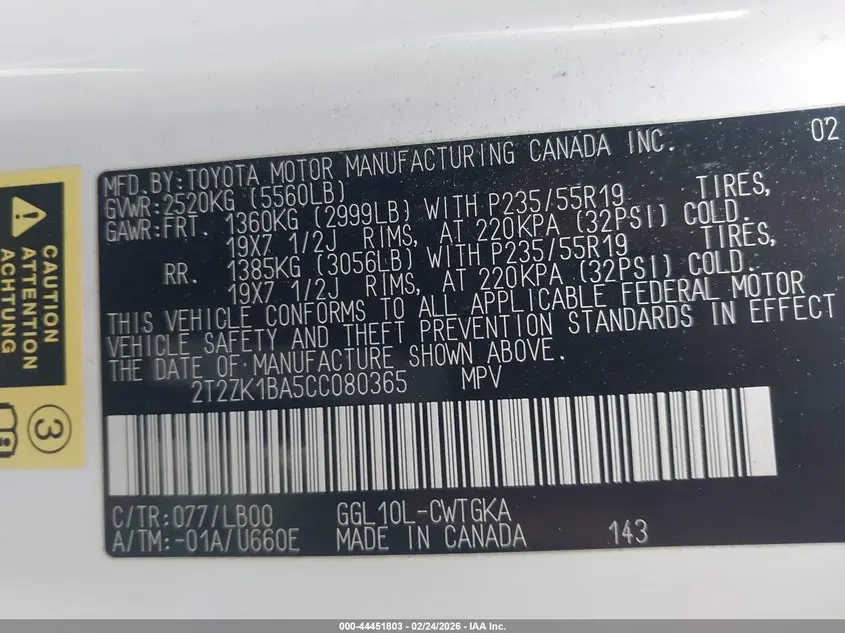 02
MFD.BY:TOYOTA MOTOR MANUFACTURING CANADA INC.
GVWR:2520KG (5560LB)
GAWR:FRT. 1360KG (2999LB) WITH P235/55R19 TIRES,
19X7 1/2J RIMS, AT 220KPA (32PSI) COLD.
RR. 1385KG (3056LB) WITH P235/55R19 TIRES,
19X7 1/2J RIMS, AT 220KPA (32PSI) COLD.
THIS VEHICLE CONFORMS TO ALL APPLICABLE FEDERAL MOTOR
VEHICLE SAFETY AND THEFT PREVENTION STANDARDS IN EFFECT
THE DATE OF MANUFACTURE SHOWN ABOVE.
2T2ZK1BA5CC080365 MPV
C/TR:077/LB00 GGL10L-CWTGKA
A/TM:-01A/U660E MADE IN CANADA 143
CAUTION
ATTENTION
ACHTUNG
3
000-44451803 - 02/24/2026 - IAA Inc.